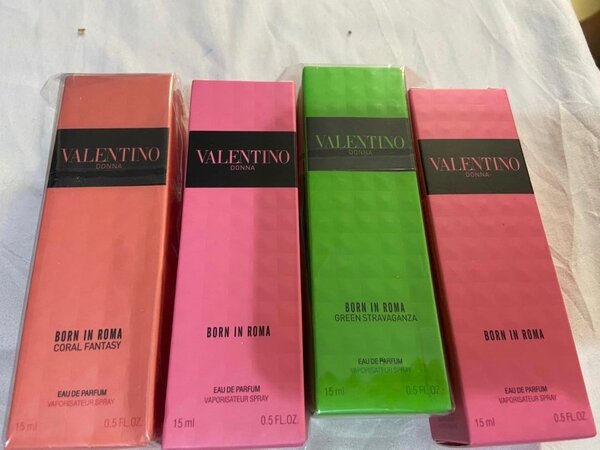 VALENTINO
DONNA
BORN IN ROMA
CORAL FANTASY
EAU DE PARFUM
VAPORISATEUR SPRAY
15 ml 0.5 FL.OZ.
VALENTINO
DONNA
BORN IN ROMA
EAU DE PARFUM
VAPORISATEUR SPRAY
15 ml 0.5 FL.OZ.
VALENTINO
DONNA
BORN IN ROMA
GREEN STRAVAGANZA
EAU DE PARFUM
VAPORISATEUR SPRAY
15 ml 0.5 FL.OZ.
VALENTINO
DONNA
BORN IN ROMA
EAU DE PARFUM
VAPORISATEUR SPRAY
15 ml 0.5 FL.OZ.